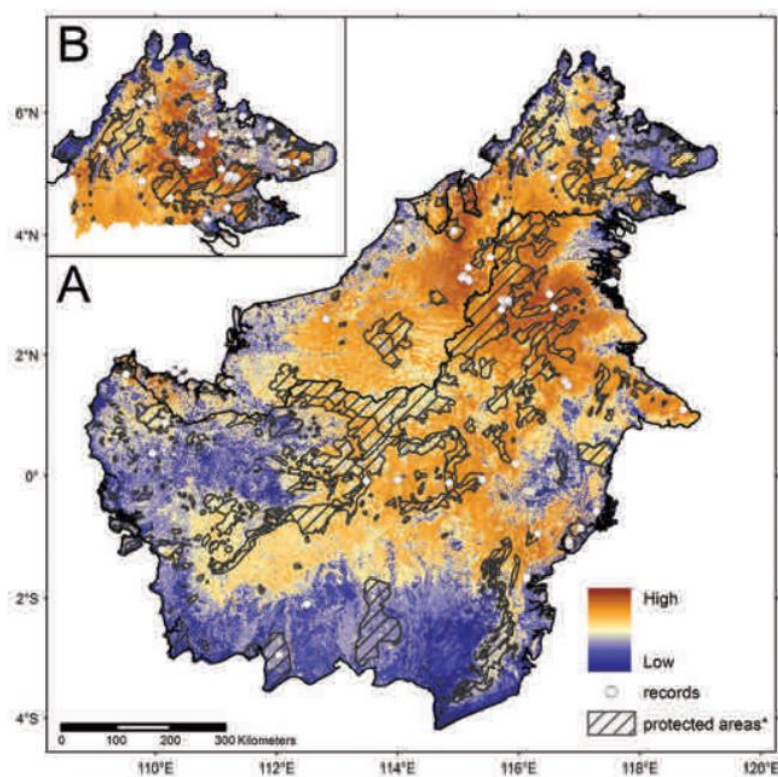 B
6°N
4°N
A
2°N
0°
2°S
4°S
High
Low
records
protected areas*
0 100 200 300 Kilometers
110°E 112°E 114°E 116°E 118°E 120°E